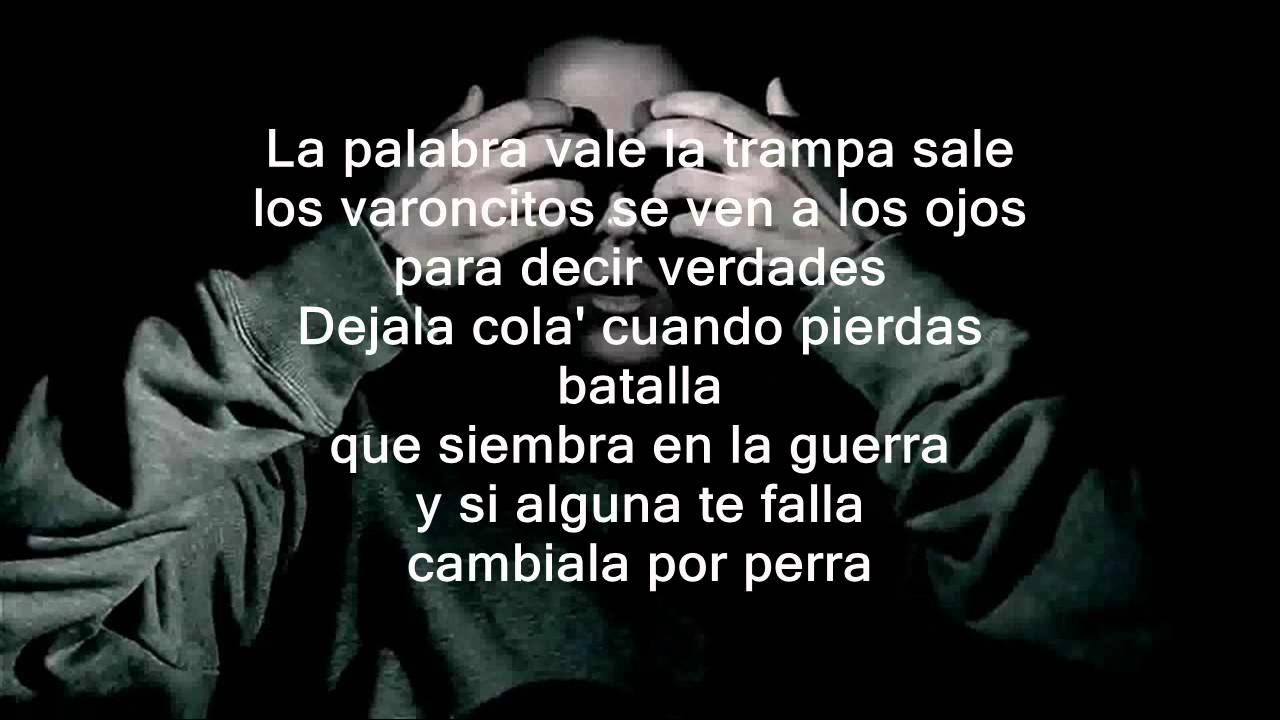 La palabra vale la trampa sale
los varoncitos se ven a los ojos
para decir verdades
Dejala cola' cuando pierdas
batalla
que siembra en la guerra
y si alguna te falla
cambiala por perra